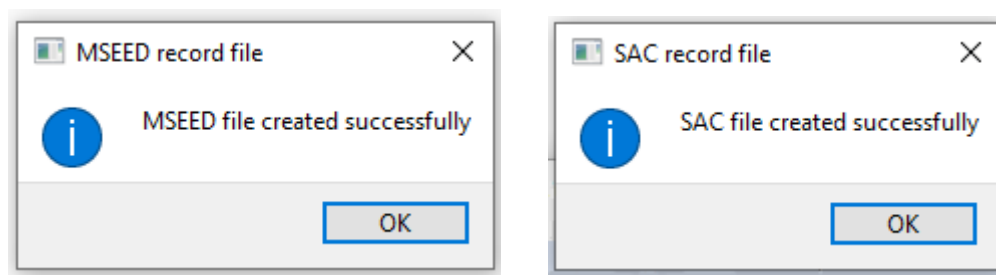 MSEED record file
MSEED file created successfully
OK
SAC record file
SAC file created successfully
OK